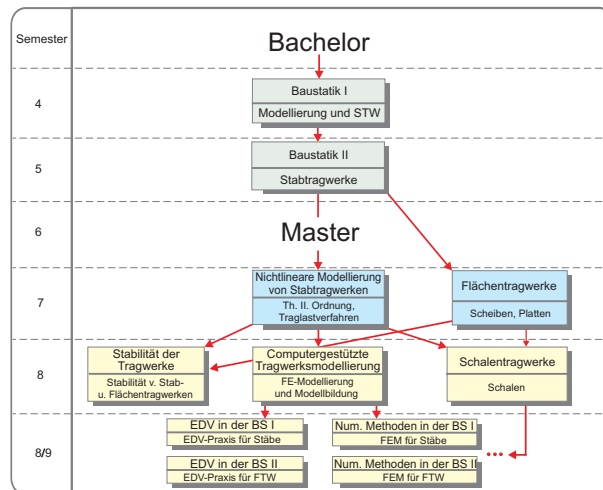 Semester
Bachelor
4
Baustatik I
Modellierung und STW
5
Baustatik II
Stabtragwerke
6
Master
7
Nichtlineare Modellierung
von Stabtragwerken
Th. II. Ordnung,
Traglastverfahren
Flächentragwerke
Scheiben, Platten
8
Stabilität der
Tragwerke
Stabilität v. Stab-
u. Flächentragwerken
Computergestützte
Tragwerksmodellierung
FE-Modellierung
und Modellbildung
Schalentragwerke
Schalen
8/9
EDV in der BS I
EDV-Praxis für Stäbe
Num. Methoden in der BS I
FEM für Stäbe
EDV in der BS II
EDV-Praxis für FTW
Num. Methoden in der BS II
FEM für FTW
...